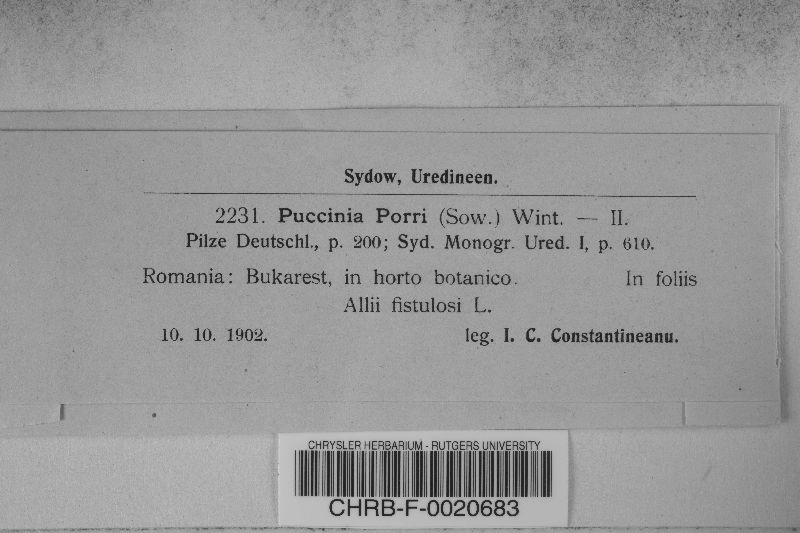 Sydow, Uredineen.
2231. Puccinia Porri (Sow.) Wint. — II.
Pilze Deutschl., p. 200; Syd. Monogr. Ured. I, p. 610.
Romania: Bukarest, in horto botanico. In foliis
Allii fistulosi L.
10. 10. 1902. leg. I. C. Constantineanu.
CHRYSLER HERBARIUM - RUTGERS UNIVERSITY
CHRB-F-0020683